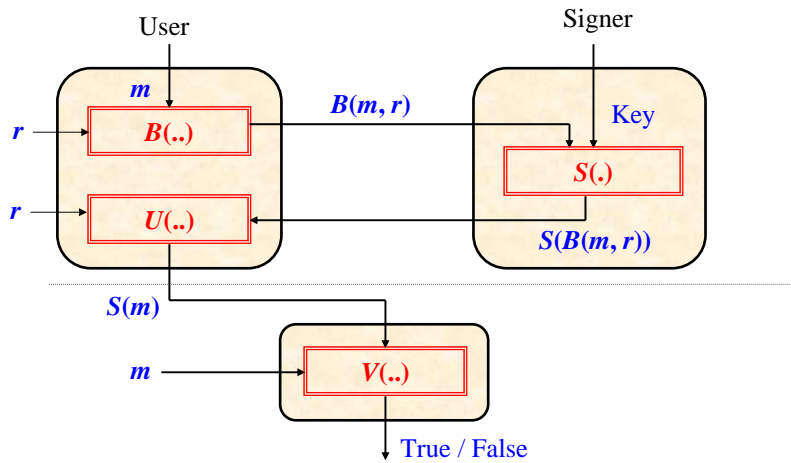 User
Signer
m
B(m, r)
Key
r
B(..)
S(.)
r
U(..)
S(B(m, r))
S(m)
m
V(..)
True / False